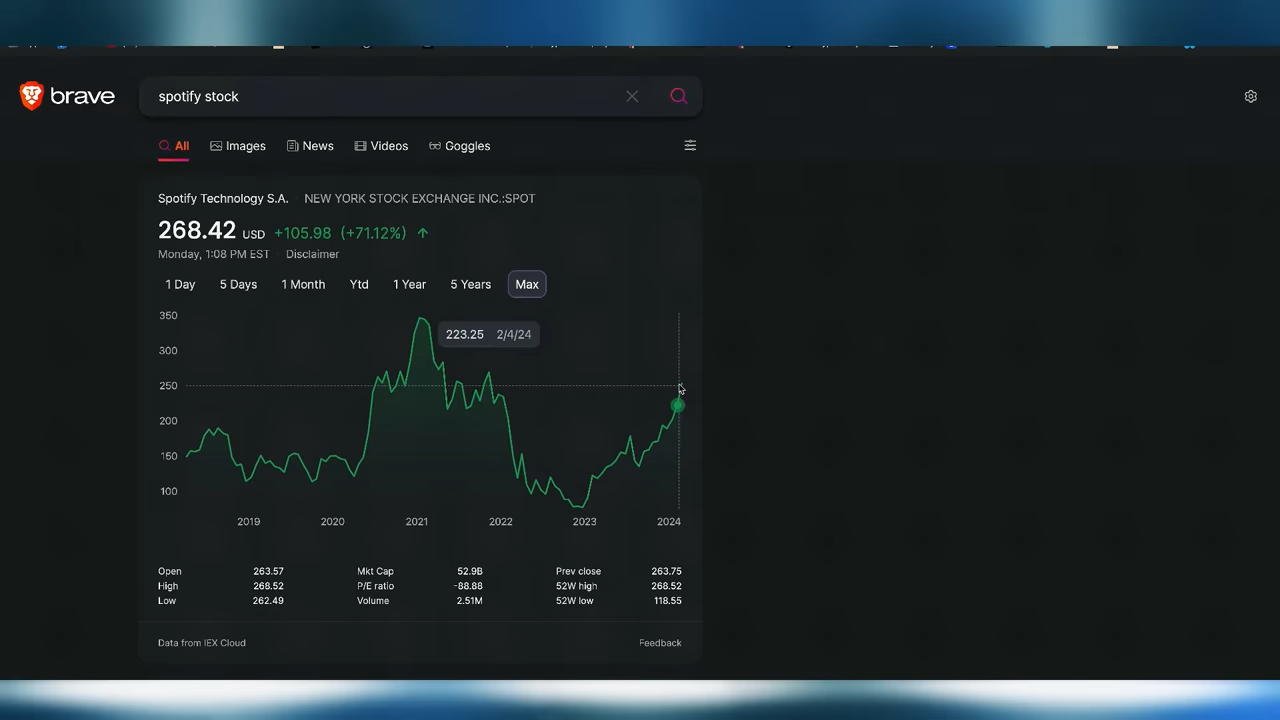 brave
spotify stock
All Images News Videos Goggles
Spotify Technology S.A. · NEW YORK STOCK EXCHANGE INC.:SPOT
268.42 USD +105.98 (+71.12%) ↑
Monday, 1:08 PM EST · Disclaimer
1 Day 5 Days 1 Month Ytd 1 Year 5 Years Max
350
223.25 2/4/24
300
250
200
150
100
2019 2020 2021 2022 2023 2024
Open 263.57 Mkt Cap 52.9B Prev close 263.75
High 268.52 P/E ratio -88.88 52W high 268.52
Low 262.49 Volume 2.51M 52W low 118.55
Data from IEX Cloud Feedback